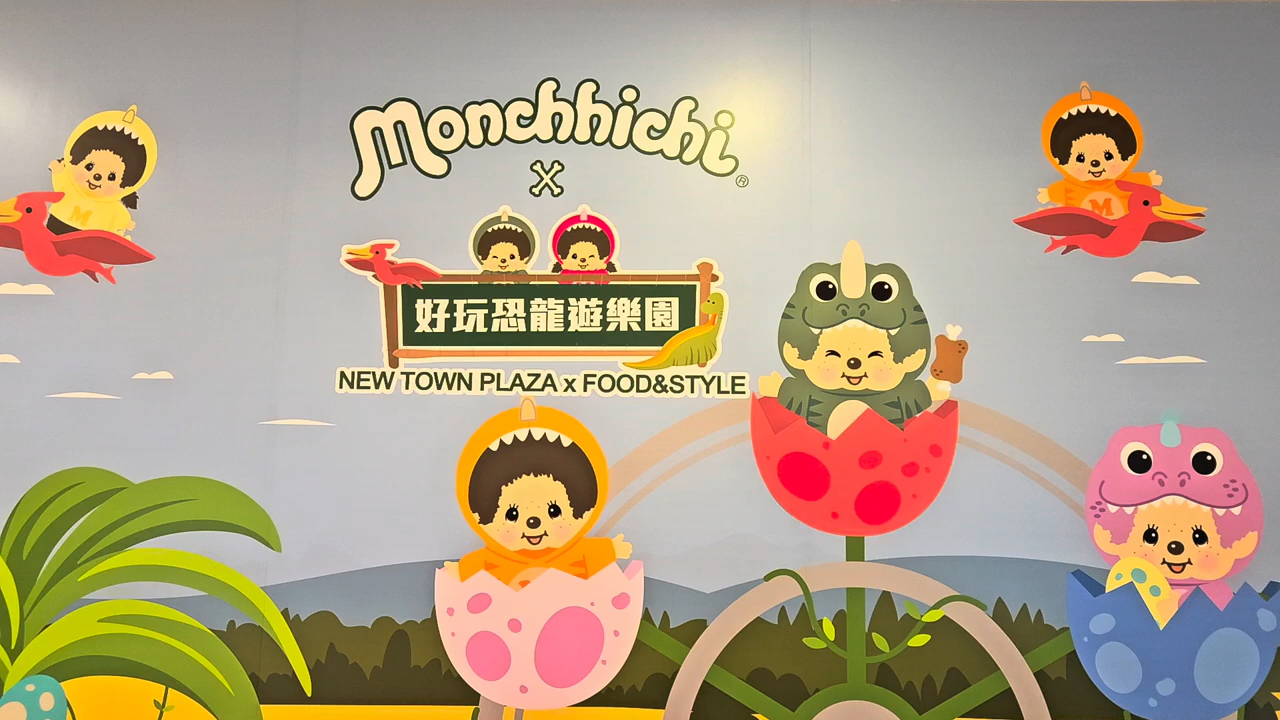 Monchhichi
®
好玩恐龍遊樂園
NEW TOWN PLAZA x FOOD&STYLE
M
M